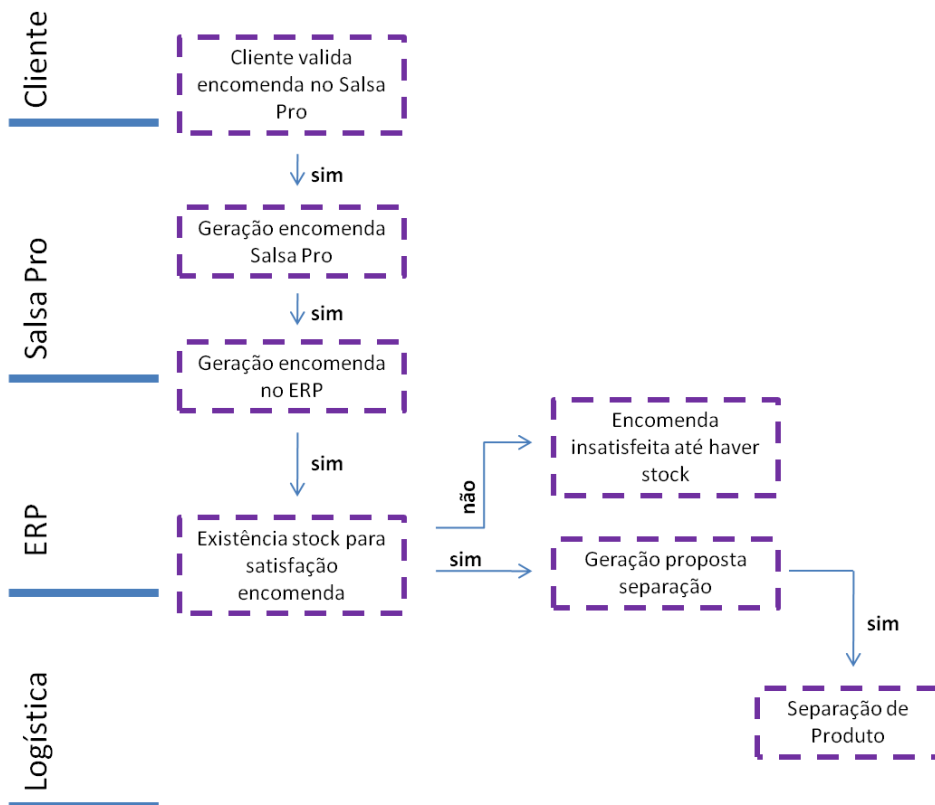 Cliente
Cliente valida
encomenda no Salsa
Pro
sim
Salsa Pro
Geração encomenda
Salsa Pro
sim
Geração encomenda
no ERP
sim
ERP
Existência stock para
satisfação
encomenda
não
Encomenda
insatisfeita até haver
stock
sim
Geração proposta
separação
sim
Logística
Separação de
Produto